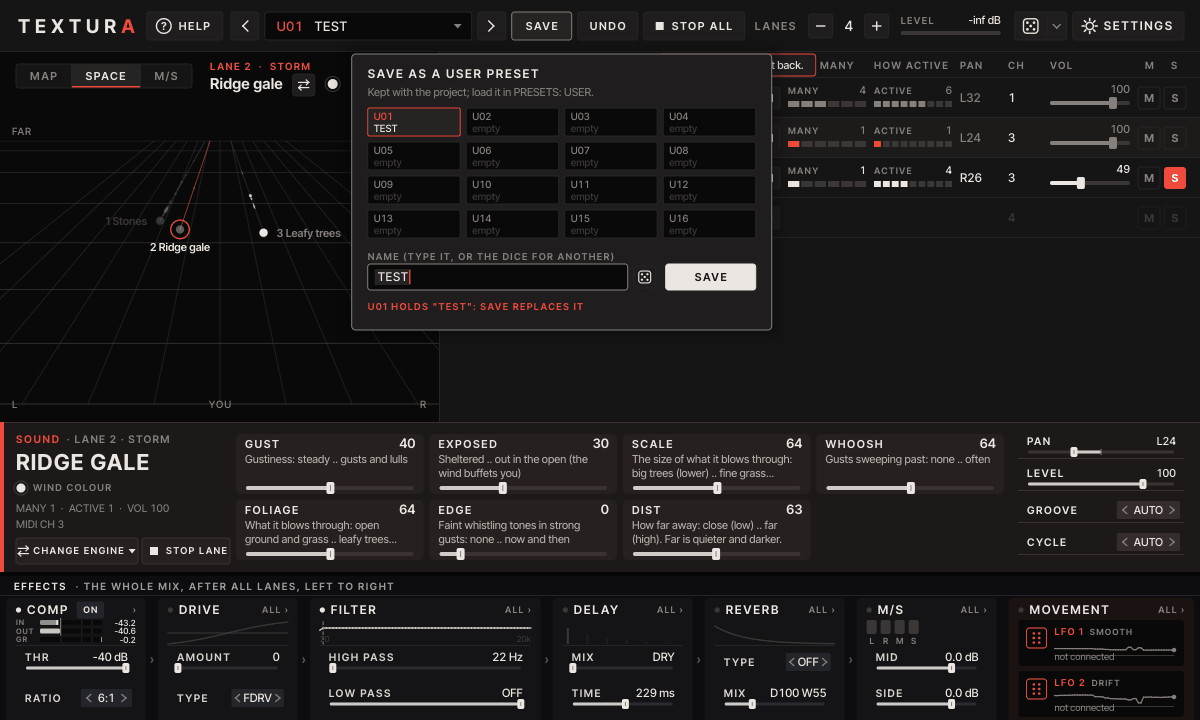 TEXTURA
HELP
U01 TEST
SAVE
UNDO
STOP ALL
LANES
4
LEVEL
-inf dB
SETTINGS
MAP
SPACE
M/S
LANE 2 · STORM
Ridge gale
FAR
1 Stones
2 Ridge gale
3 Leafy trees
L
YOU
R
SAVE AS A USER PRESET
Kept with the project; load it in PRESETS: USER.
U01
TEST
U02
empty
U03
empty
U04
empty
U05
empty
U06
empty
U07
empty
U08
empty
U09
empty
U10
empty
U11
empty
U12
empty
U13
empty
U14
empty
U15
empty
U16
empty
NAME (TYPE IT, OR THE DICE FOR ANOTHER)
TEST
SAVE
U01 HOLDS "TEST": SAVE REPLACES IT
back.
MANY
HOW ACTIVE
PAN
CH
VOL
M
S
MANY 4
ACTIVE 6
L32
1
100
M
S
MANY 1
ACTIVE 1
L24
3
100
M
S
MANY 1
ACTIVE 4
R26
3
49
M
S
4
M
S
SOUND · LANE 2 · STORM
RIDGE GALE
WIND COLOUR
MANY 1 · ACTIVE 1 · VOL 100
MIDI CH 3
CHANGE ENGINE
STOP LANE
GUST 40
Gustiness: steady .. gusts and lulls
EXPOSED 30
Sheltered .. out in the open (the
wind buffets you)
SCALE 64
The size of what it blows through:
big trees (lower) .. fine grass...
WHOOSH 64
Gusts sweeping past: none .. often
FOLIAGE 64
What it blows through: open
ground and grass .. leafy trees...
EDGE 0
Faint whistling tones in strong
gusts: none .. now and then
DIST 63
How far away: close (low) .. far
(high). Far is quieter and darker.
PAN L24
LEVEL 100
GROOVE < AUTO >
CYCLE < AUTO >
EFFECTS · THE WHOLE MIX, AFTER ALL LANES, LEFT TO RIGHT
COMP ON ›
IN -43.2
OUT -40.6
GR -0.2
THR -40 dB
RATIO < 6:1 >
DRIVE ALL ›
AMOUNT 0
TYPE < FDRV >
FILTER ALL ›
20 20k
HIGH PASS 22 Hz
LOW PASS OFF
DELAY ALL ›
MIX DRY
TIME 229 ms
REVERB ALL ›
TYPE < OFF >
MIX D100 W55
M/S ALL ›
L R M S
MID 0.0 dB
SIDE 0.0 dB
MOVEMENT ALL ›
LFO 1 SMOOTH
not connected
LFO 2 DRIFT
not connected